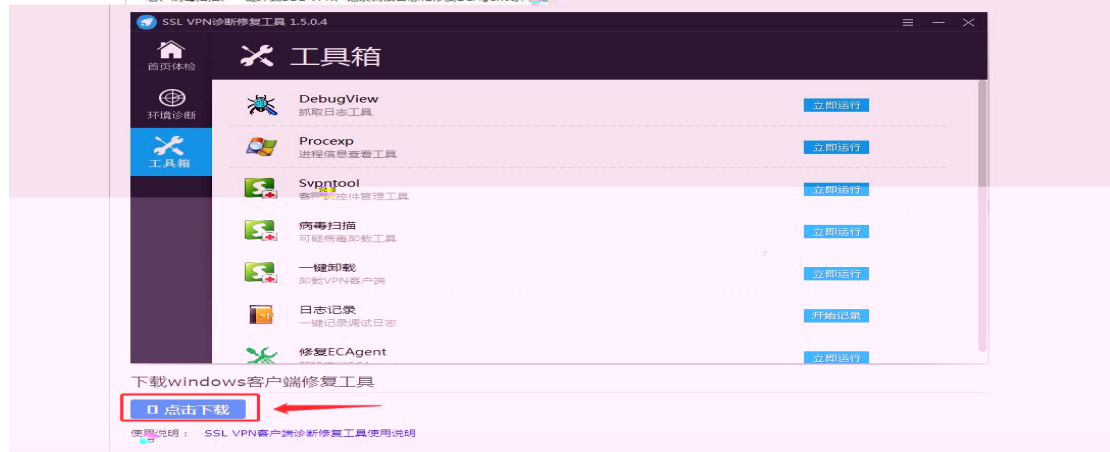 SSL VPN诊断修复工具 1.5.0.4
首页体检
工具箱
环境诊断
工具箱
DebugView
抓取日志工具
立即运行
Procexp
进程信息查看工具
立即运行
Svpntool
控件管理工具
立即运行
病毒扫描
可疑病毒卸载工具
立即运行
一键卸载
卸载VPN客户端
立即运行
日志记录
一键记录调试日志
开始记录
修复ECAgent
立即运行
下载windows客户端修复工具
点击下载
使用说明： SSL VPN客户端诊断修复工具使用说明